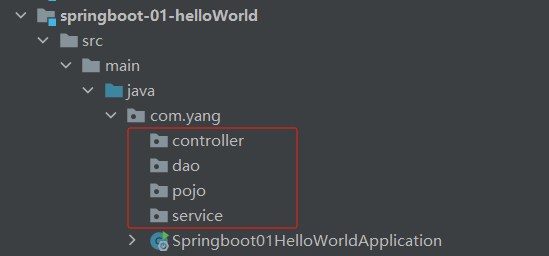 springboot-01-helloWorld
src
main
java
com.yang
controller
dao
pojo
service
Springboot01HelloWorldApplication